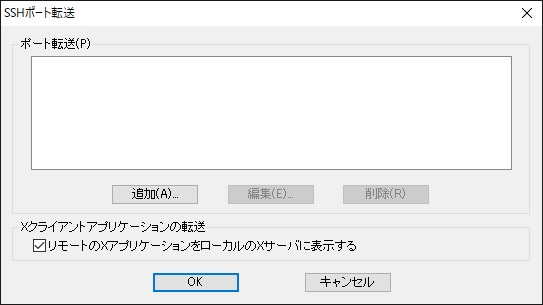 SSHポート転送
ポート転送(P)
追加(A)...
編集(E)...
削除(R)
Xクライアントアプリケーションの転送
リモートのXアプリケーションをローカルのXサーバに表示する
OK
キャンセル